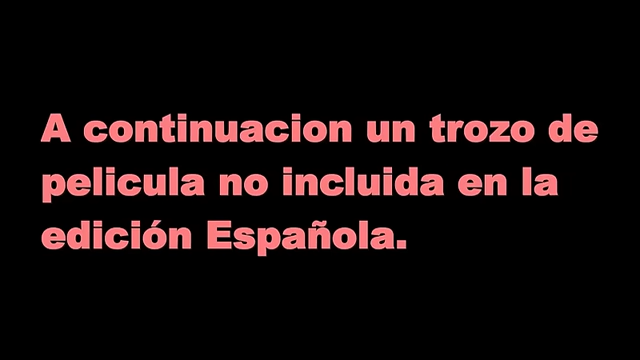 A continuacion un trozo de
pelicula no incluida en la
edición Española.